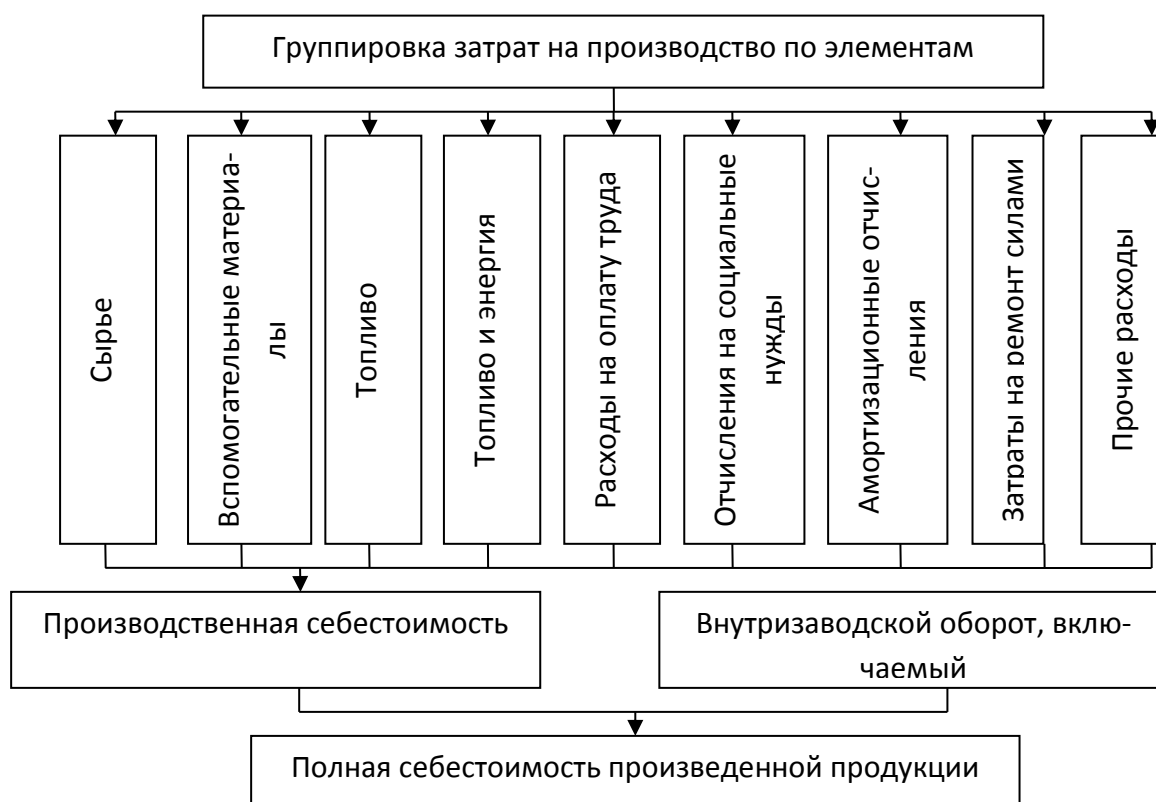 Группировка затрат на производство по элементам
Сырье
Вспомогательные материа-
лы
Топливо
Топливо и энергия
Расходы на оплату труда
Отчисления на социальные
нужды
Амортизационные отчис-
ления
Затраты на ремонт силами
Прочие расходы
Производственная себестоимость
Внутризаводской оборот, вклю-
чаемый
Полная себестоимость произведенной продукции